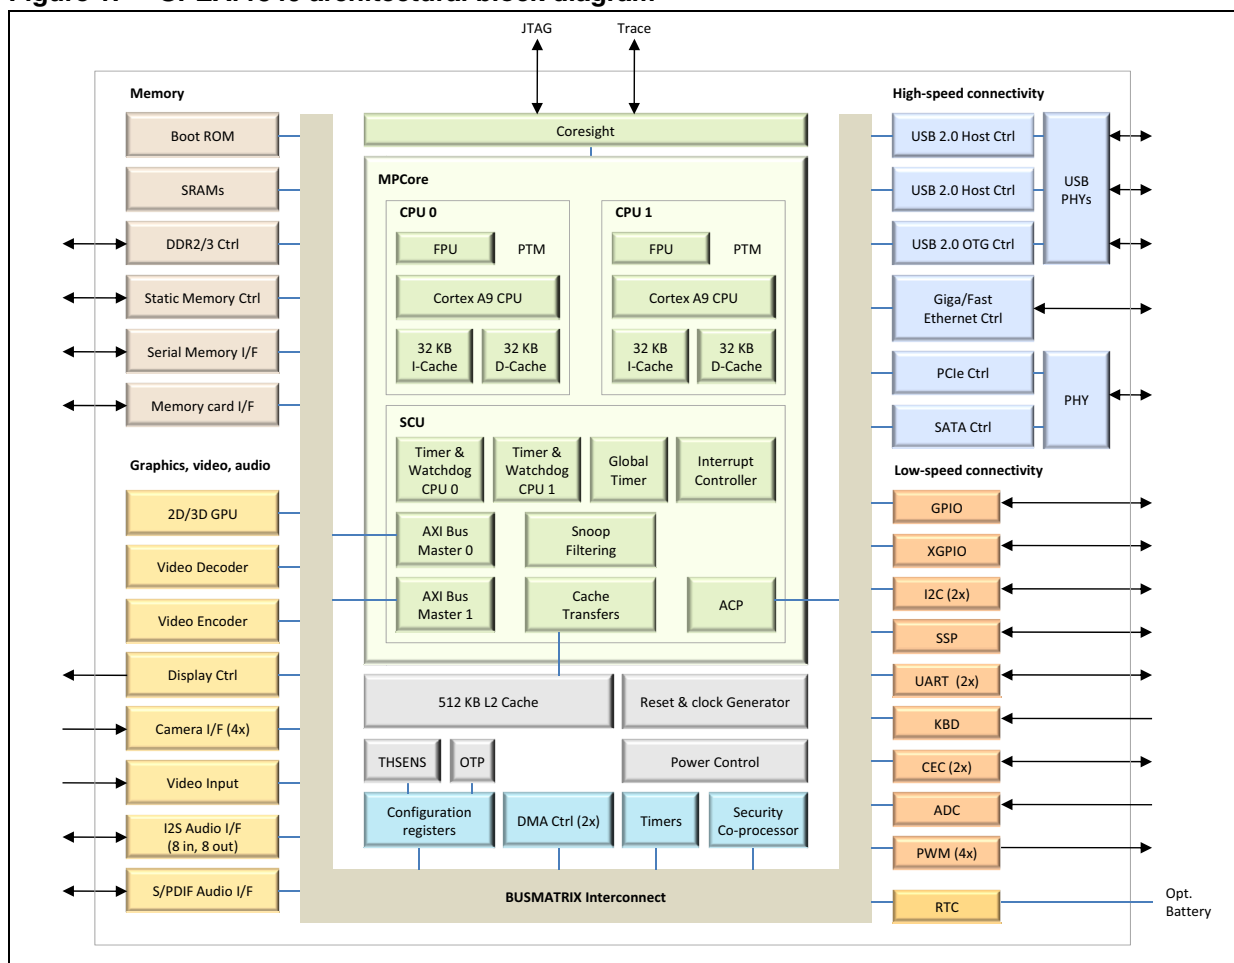 JTAG
Trace
Memory
High-speed connectivity
Boot ROM
SRAMs
DDR2/3 Ctrl
Static Memory Ctrl
Serial Memory I/F
Memory card I/F
Graphics, video, audio
2D/3D GPU
Video Decoder
Video Encoder
Display Ctrl
Camera I/F (4x)
Video Input
I2S Audio I/F
(8 in, 8 out)
S/PDIF Audio I/F
Coresight
MPCore
CPU 0
FPU
PTM
Cortex A9 CPU
32 KB
I-Cache
32 KB
D-Cache
CPU 1
FPU
PTM
Cortex A9 CPU
32 KB
I-Cache
32 KB
D-Cache
SCU
Timer &
Watchdog
CPU 0
Timer &
Watchdog
CPU 1
Global
Timer
Interrupt
Controller
AXI Bus
Master 0
Snoop
Filtering
AXI Bus
Master 1
Cache
Transfers
ACP
512 KB L2 Cache
Reset & clock Generator
THSENS
OTP
Power Control
Configuration
registers
DMA Ctrl (2x)
Timers
Security
Co-processor
BUSMATRIX Interconnect
USB 2.0 Host Ctrl
USB 2.0 Host Ctrl
USB 2.0 OTG Ctrl
USB
PHYs
Giga/Fast
Ethernet Ctrl
PCIe Ctrl
SATA Ctrl
PHY
Low-speed connectivity
GPIO
XGPIO
I2C (2x)
SSP
UART (2x)
KBD
CEC (2x)
ADC
PWM (4x)
RTC
Opt.
Battery